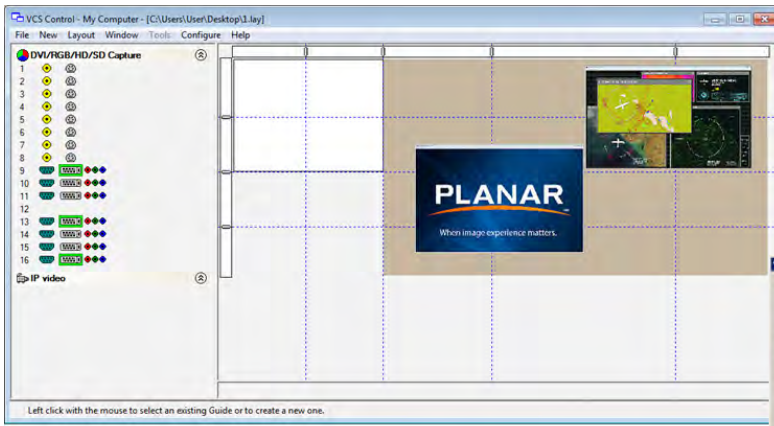 VCS Control - My Computer - [C:\Users\User\Desktop\1.lay]
File New Layout Window Tools Configure Help
DVI/RGB/HD/SD Capture
1
2
3
4
5
6
7
8
9
10
11
12
13
14
15
16
IP video
PLANAR
When image experience matters.
Left click with the mouse to select an existing Guide or to create a new one.